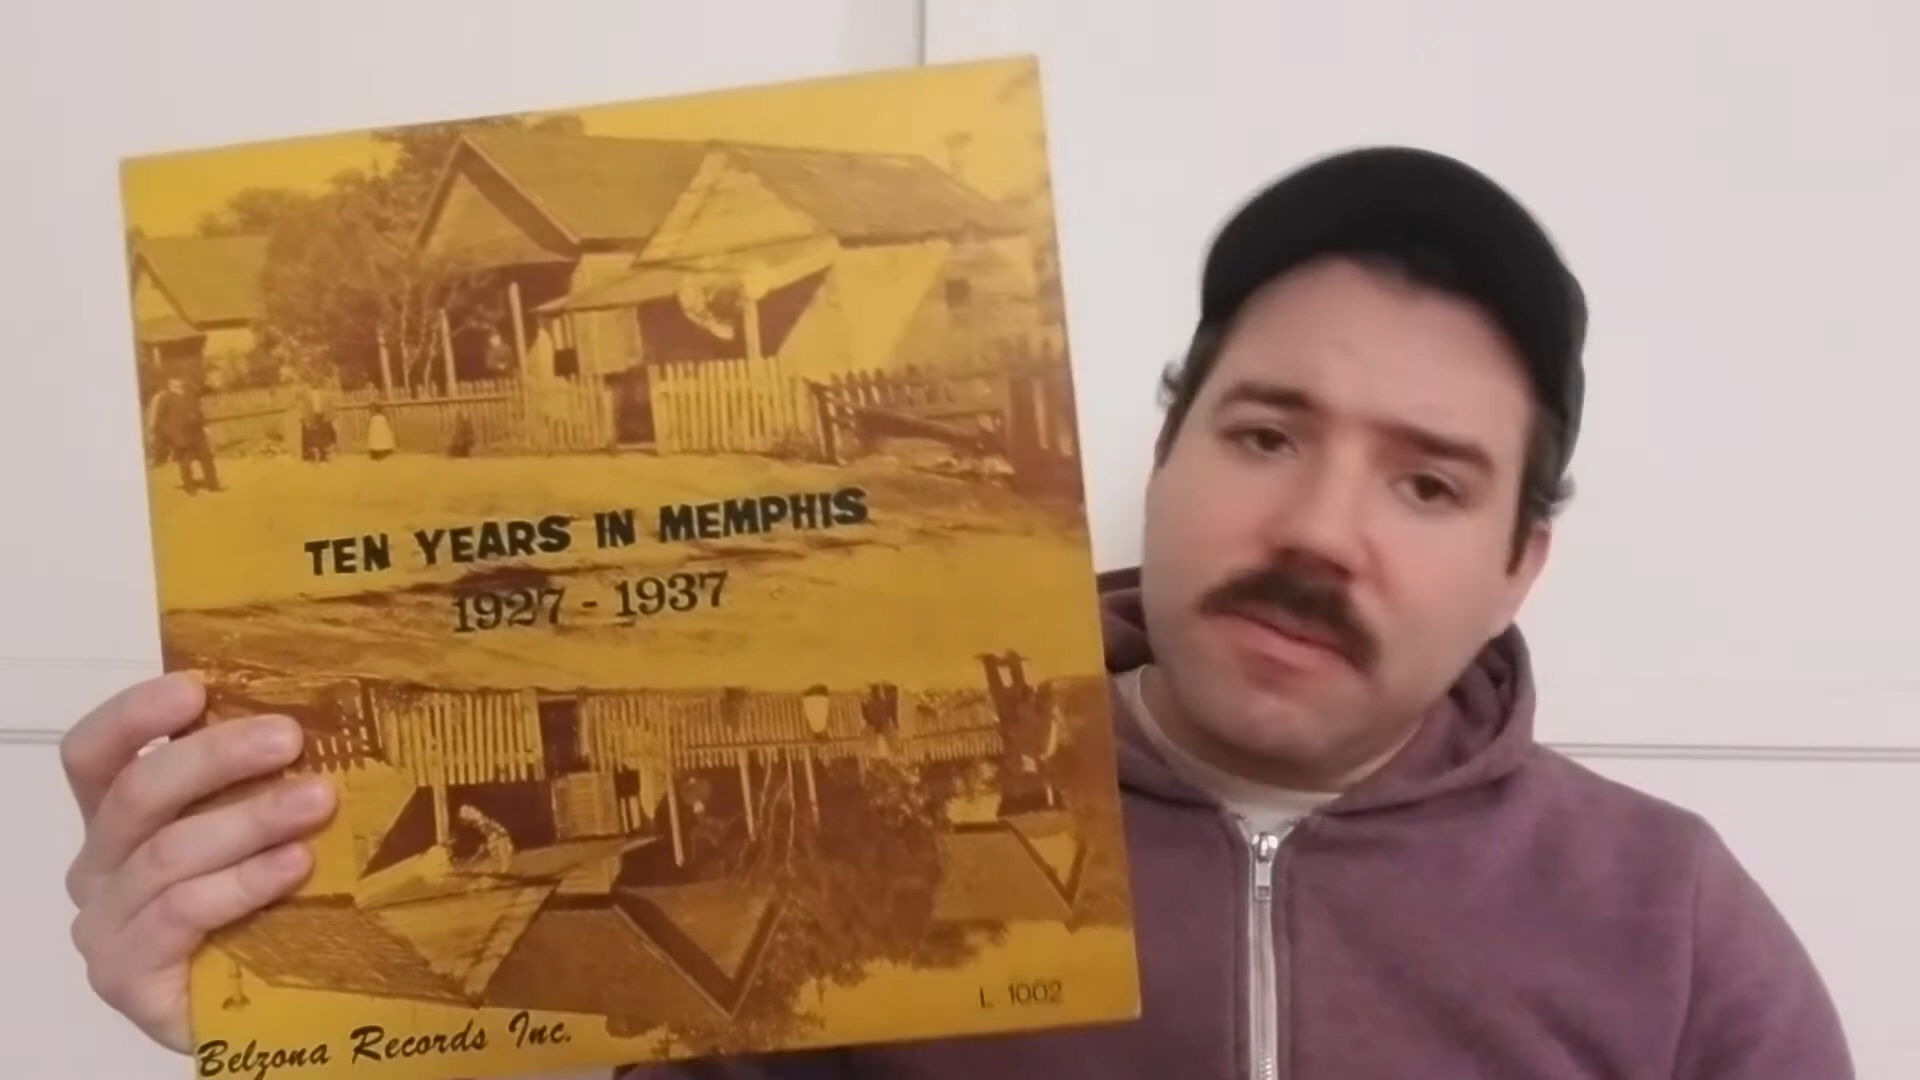 TEN YEARS IN MEMPHIS
1927 - 1937
L 1002
Belzona Records Inc.